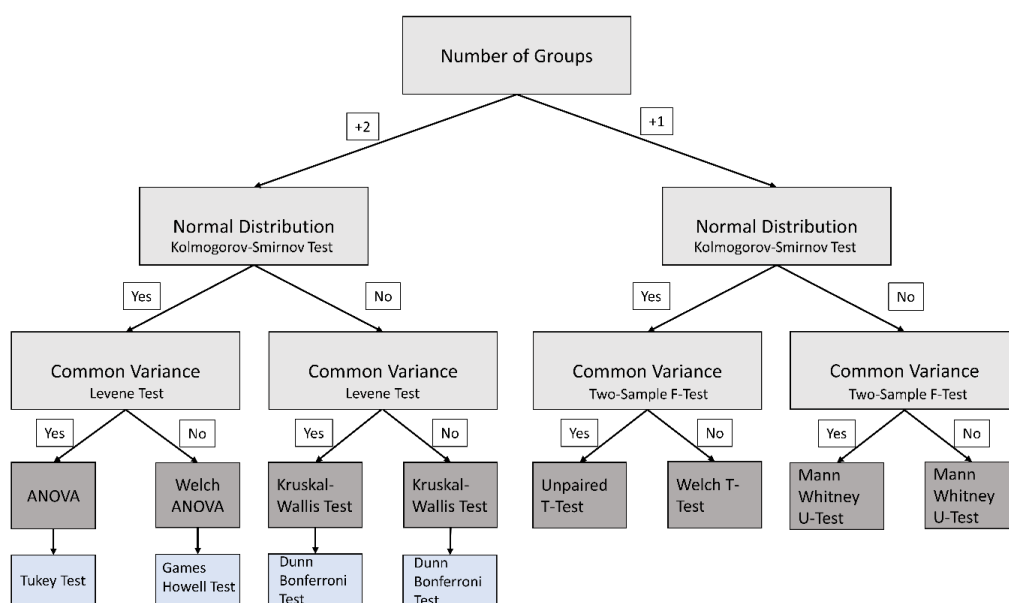 Number of Groups
+2
+1
Normal Distribution
Kolmogorov-Smirnov Test
Normal Distribution
Kolmogorov-Smirnov Test
Yes
No
Yes
No
Common Variance
Levene Test
Common Variance
Levene Test
Common Variance
Two-Sample F-Test
Common Variance
Two-Sample F-Test
Yes
No
Yes
No
Yes
No
Yes
No
ANOVA
Welch
ANOVA
Kruskal-
Wallis Test
Kruskal-
Wallis Test
Unpaired
T-Test
Welch T-
Test
Mann
Whitney
U-Test
Mann
Whitney
U-Test
Tukey Test
Games
Howell Test
Dunn
Bonferroni
Test
Dunn
Bonferroni
Test